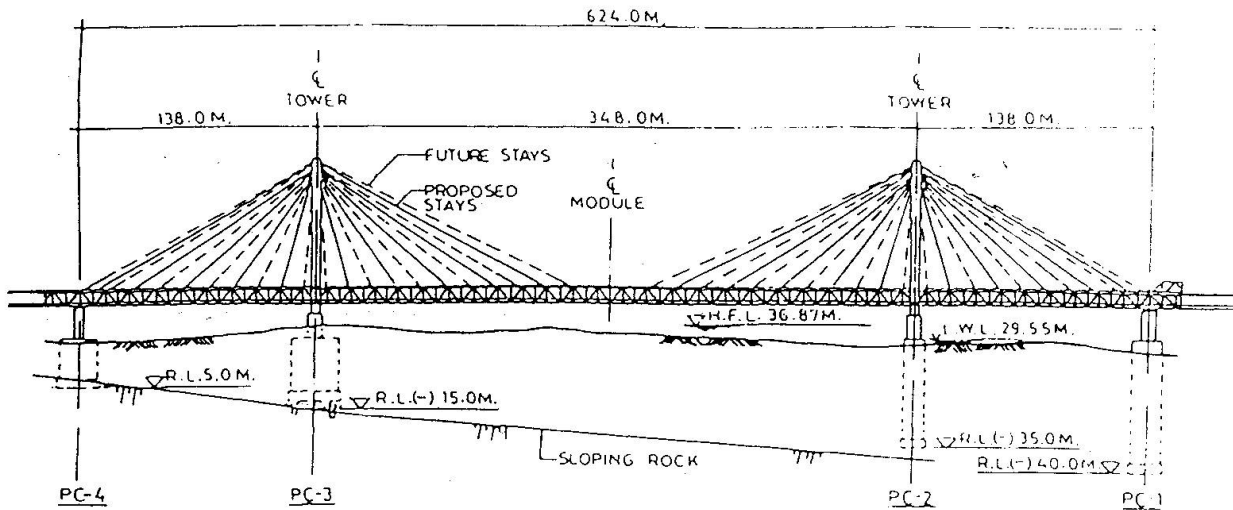 624.0M.
℄
TOWER
℄
TOWER
138.0M.
348.0M.
138.0M.
FUTURE STAYS
PROPOSED
STAYS
℄
MODULE
H.F.L. 36.87M.
L.W.L. 29.55M.
R.L.5.0M.
R.L.(-) 15.0M.
R.L.(-) 35.0M.
SLOPING ROCK
R.L.(-) 40.0M.
PC-4
PC-3
PC-2
PC-1